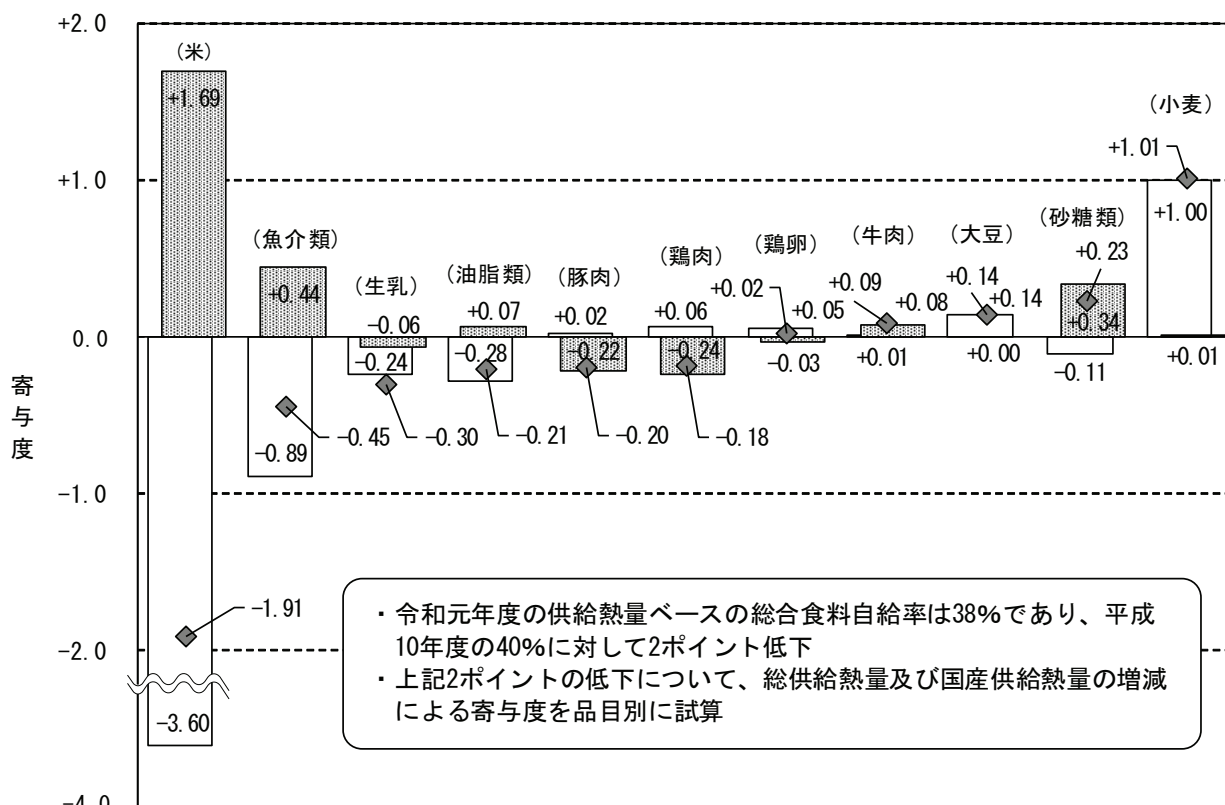 +2.0
(米)
+1.69
(小麦)
+1.01
+1.0
+1.00
(魚介類)
+0.44
(生乳)
-0.06
(油脂類)
+0.07
(豚肉)
+0.02
(鶏肉)
+0.06
(鶏卵)
+0.02
+0.05
(牛肉)
+0.09
+0.08
(大豆)
+0.14
+0.14
(砂糖類)
+0.23
+0.34
0.0
-0.24
-0.28
-0.22
-0.24
-0.03
+0.01
+0.00
-0.11
+0.01
寄与度
-0.89
-0.45
-0.30
-0.21
-0.20
-0.18
-1.0
-1.91
-2.0
-3.60
・令和元年度の供給熱量ベースの総合食料自給率は38%であり、平成
10年度の40%に対して2ポイント低下
・上記2ポイントの低下について、総供給熱量及び国産供給熱量の増減
による寄与度を品目別に試算
-4.0